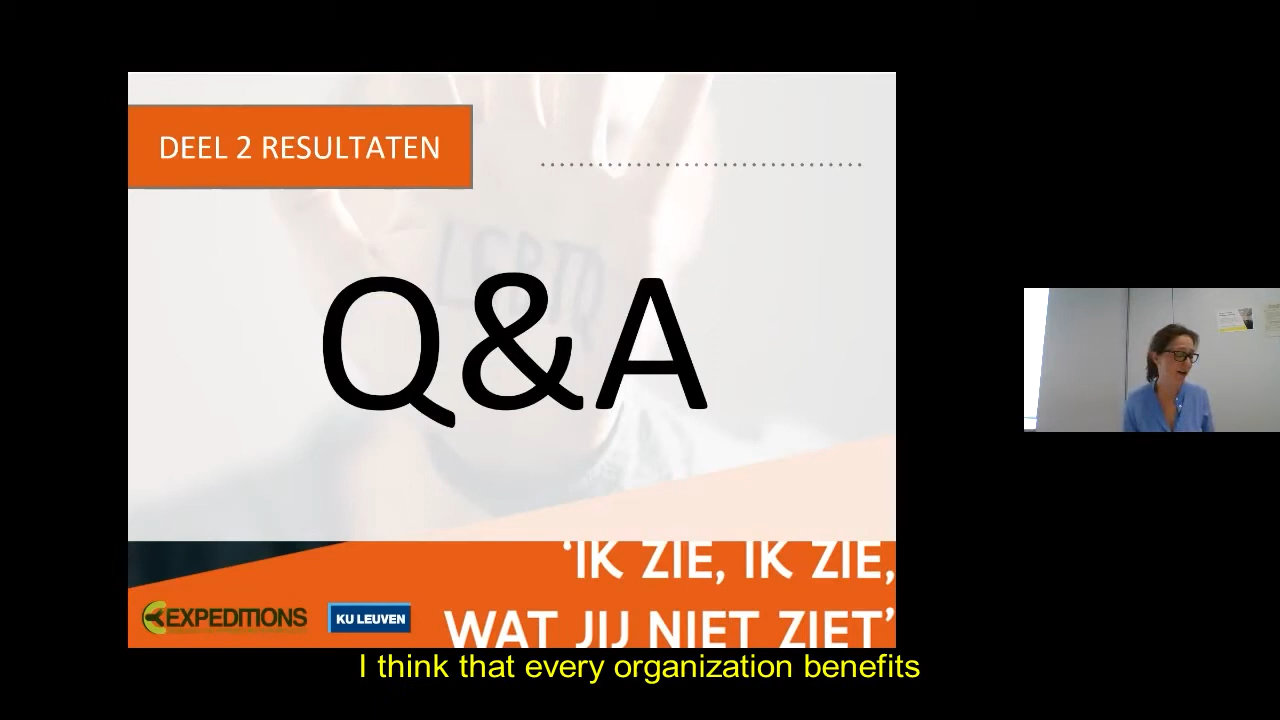 DEEL 2 RESULTATEN
LGBTQ
Q&A
'IK ZIE, IK ZIE,
WAT JIJ NIET ZIET'
EXPEDITIONS
KU LEUVEN
I think that every organization benefits